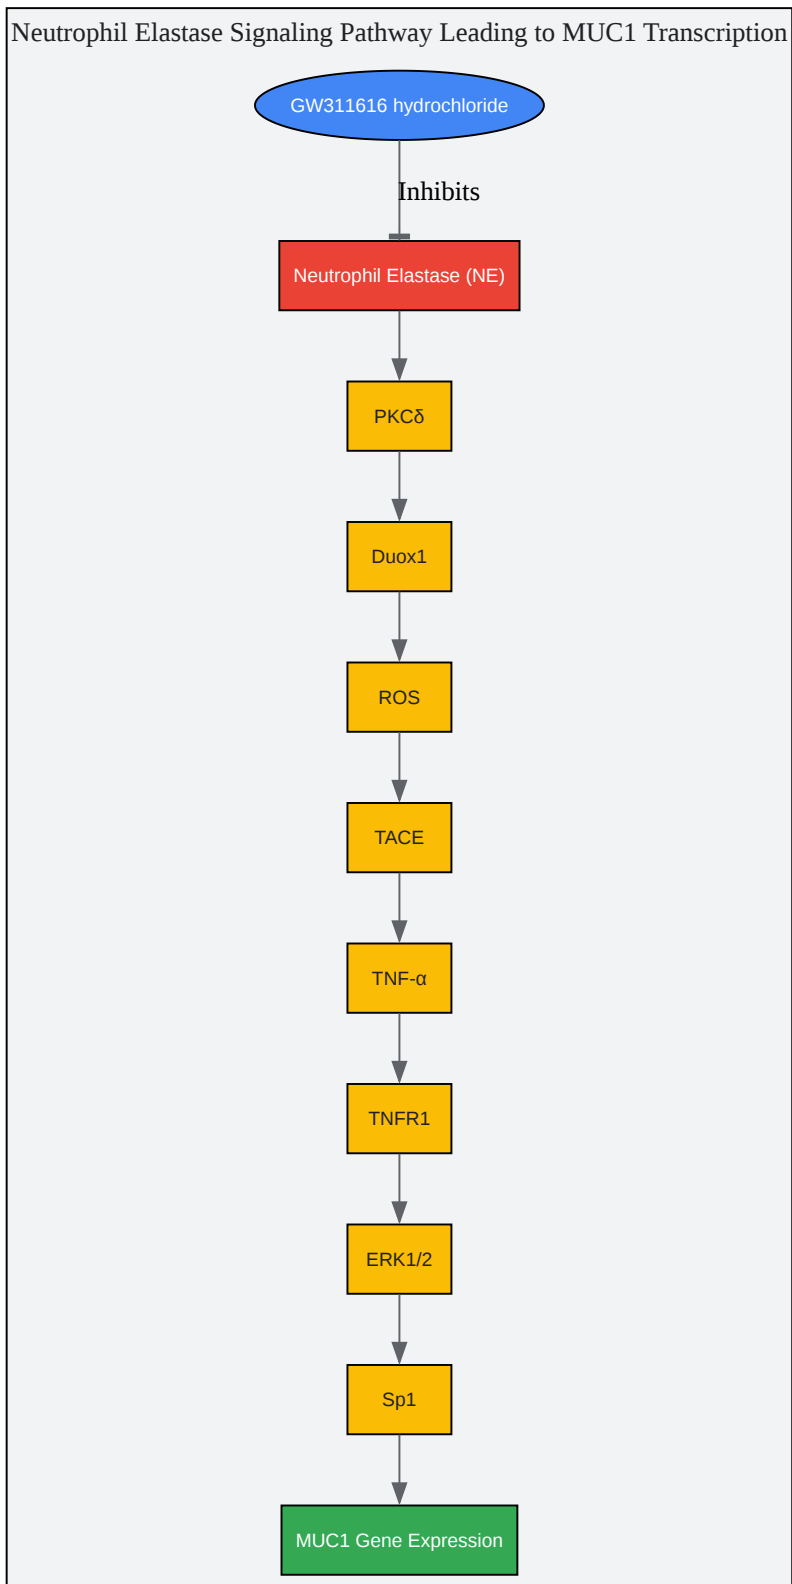 Neutrophil Elastase Signaling Pathway Leading to MUC1 Transcription
GW311616 hydrochloride
Inhibits
Neutrophil Elastase (NE)
PKCδ
Duox1
ROS
TACE
TNF-α
TNFR1
ERK1/2
Sp1
MUC1 Gene Expression